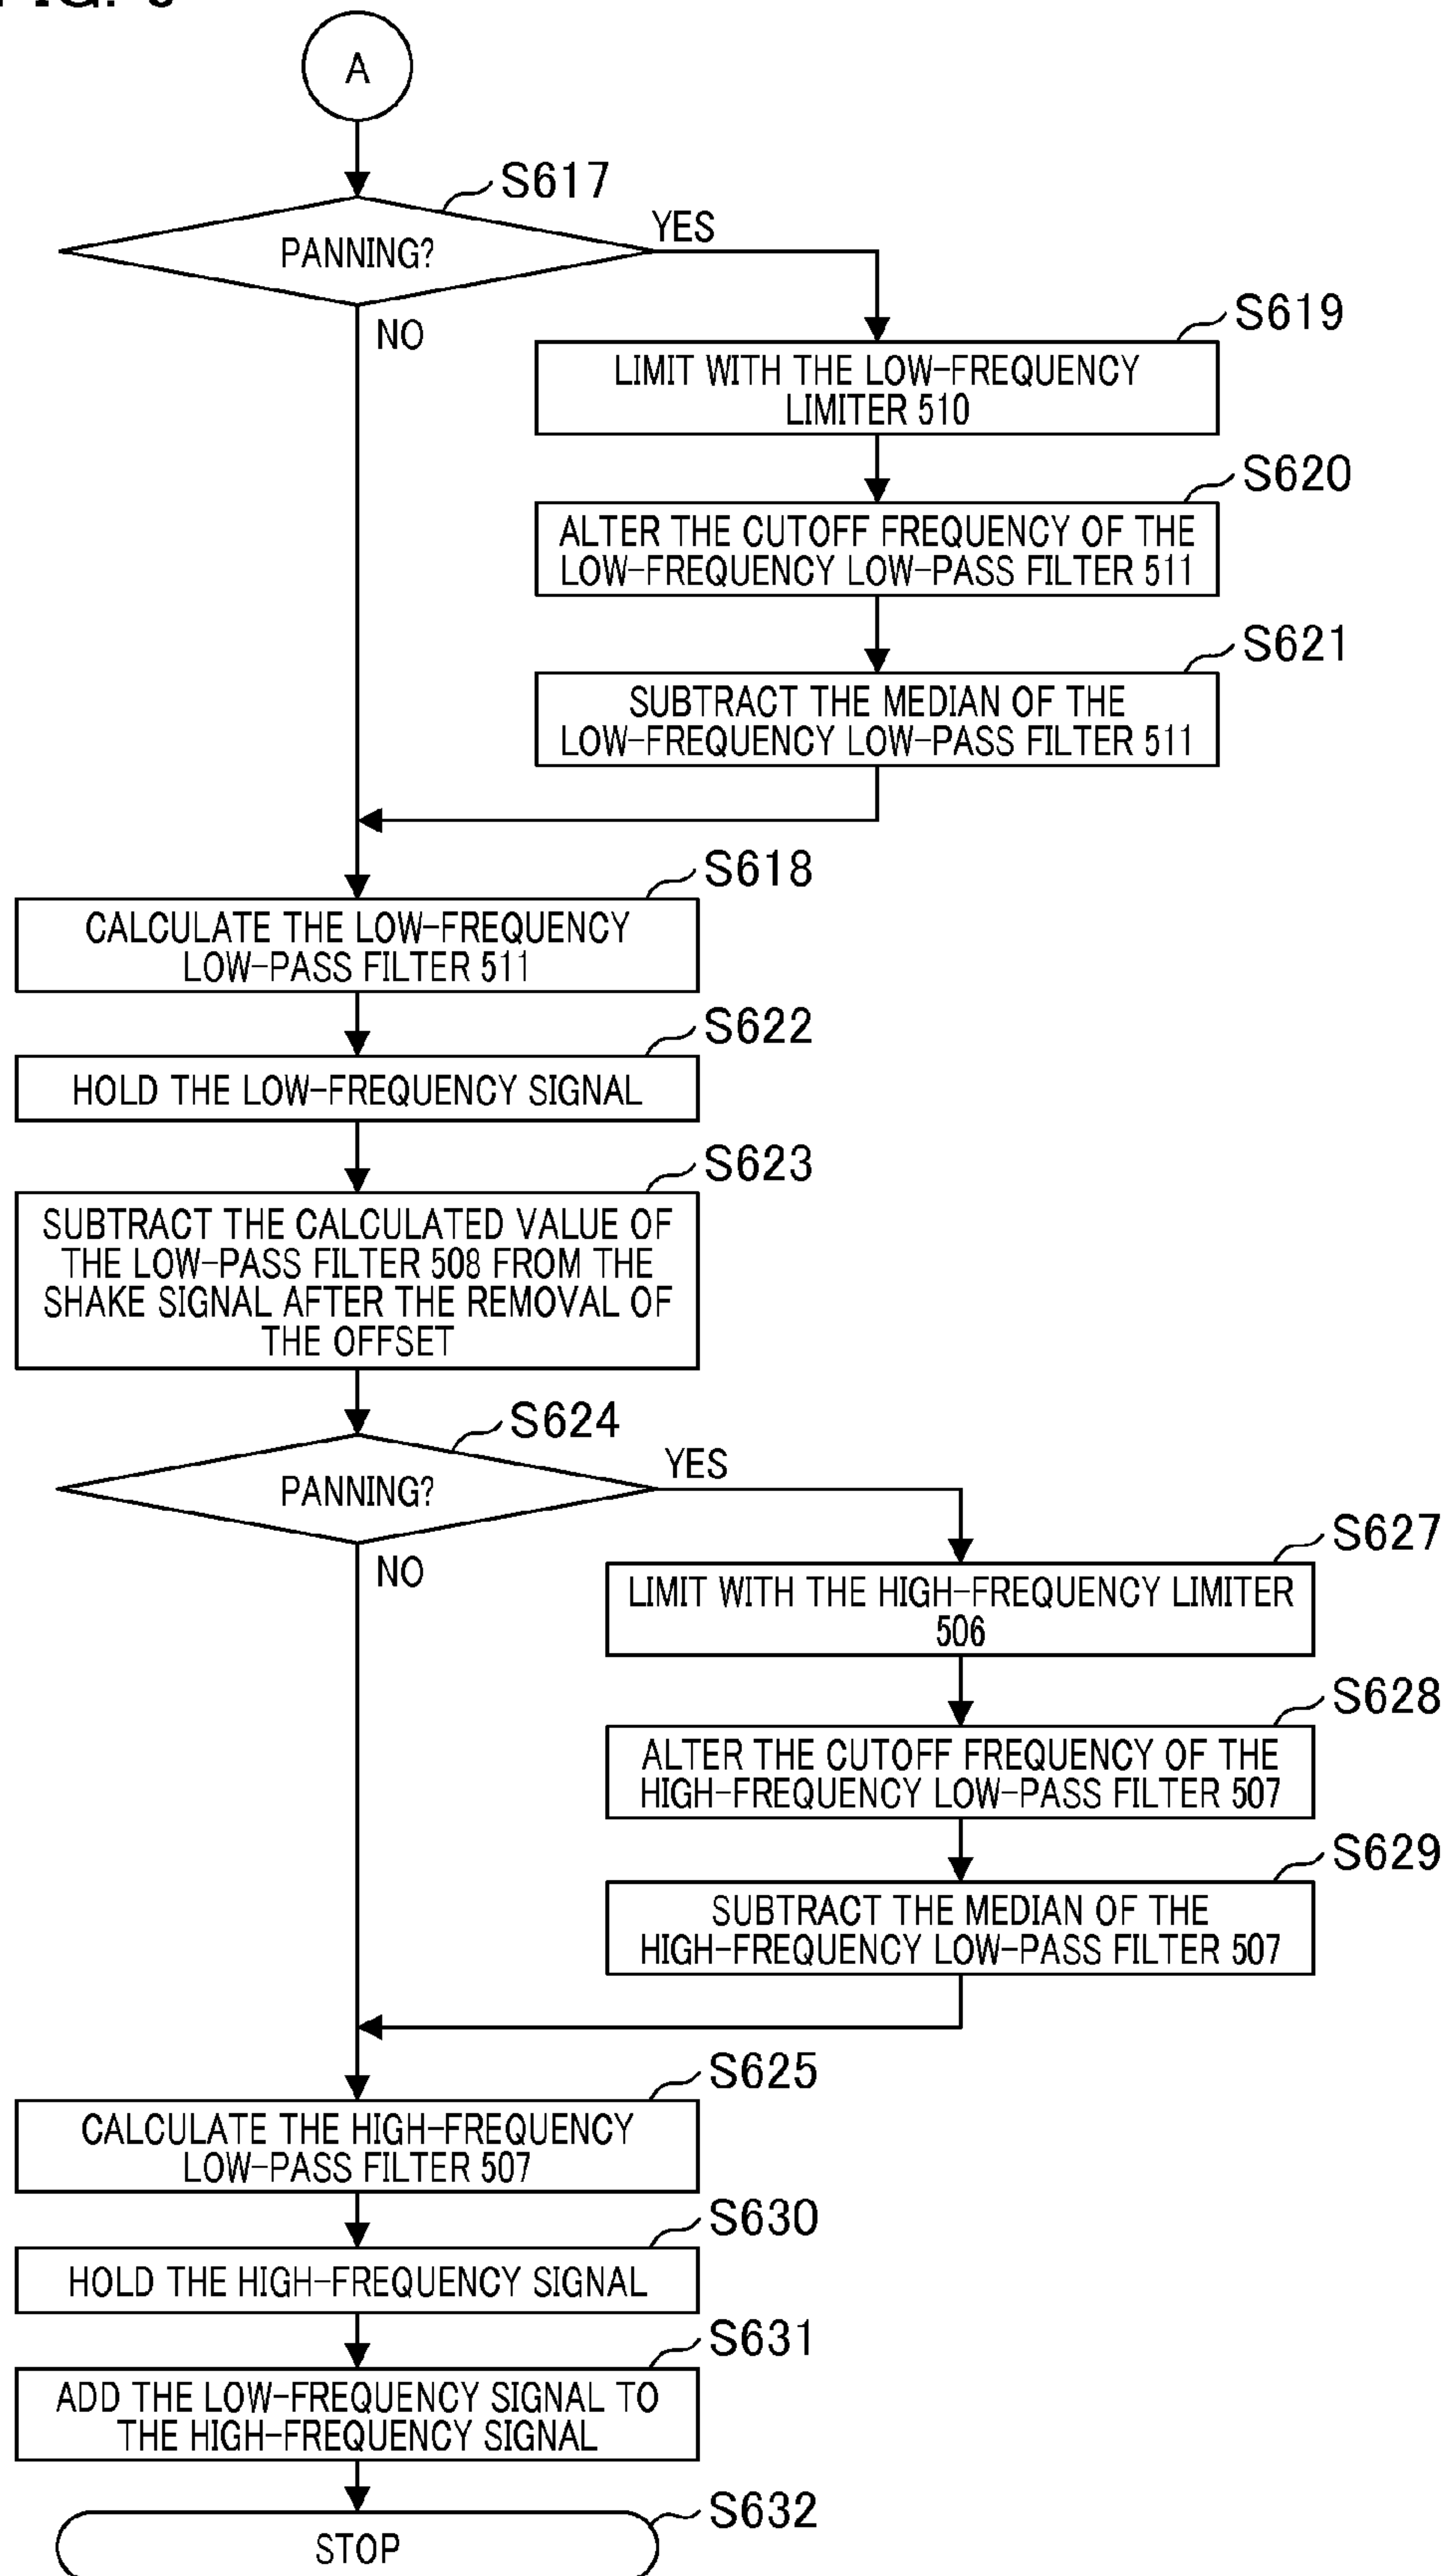 A
S617
PANNING?
YES
NO
S619
LIMIT WITH THE LOW-FREQUENCY
LIMITER 510
S620
ALTER THE CUTOFF FREQUENCY OF THE
LOW-FREQUENCY LOW-PASS FILTER 511
S621
SUBTRACT THE MEDIAN OF THE
LOW-FREQUENCY LOW-PASS FILTER 511
S618
CALCULATE THE LOW-FREQUENCY
LOW-PASS FILTER 511
S622
HOLD THE LOW-FREQUENCY SIGNAL
S623
SUBTRACT THE CALCULATED VALUE OF
THE LOW-PASS FILTER 508 FROM THE
SHAKE SIGNAL AFTER THE REMOVAL OF
THE OFFSET
S624
PANNING?
YES
NO
S627
LIMIT WITH THE HIGH-FREQUENCY LIMITER
506
S628
ALTER THE CUTOFF FREQUENCY OF THE
HIGH-FREQUENCY LOW-PASS FILTER 507
S629
SUBTRACT THE MEDIAN OF THE
HIGH-FREQUENCY LOW-PASS FILTER 507
S625
CALCULATE THE HIGH-FREQUENCY
LOW-PASS FILTER 507
S630
HOLD THE HIGH-FREQUENCY SIGNAL
S631
ADD THE LOW-FREQUENCY SIGNAL TO
THE HIGH-FREQUENCY SIGNAL
S632
STOP